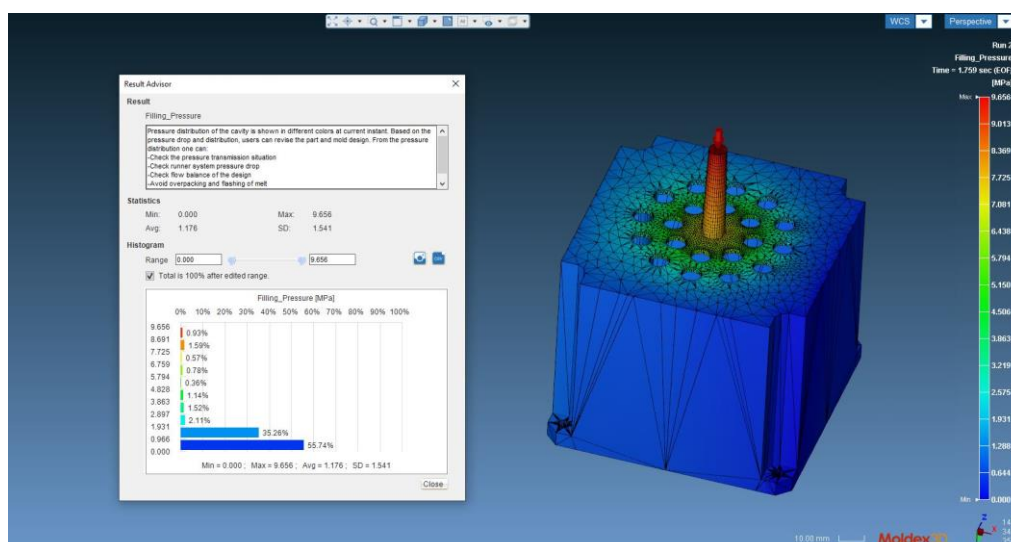 WCS
Perspective
Run 2
Filling_Pressure
Time = 1.759 sec (EOF)
[MPa]
Max
9.656
9.013
8.369
7.725
7.081
6.438
5.794
5.150
4.506
3.863
3.219
2.575
1.931
1.288
0.644
Min
0.000
Result Advisor
Result
Filling_Pressure
Pressure distribution of the cavity is shown in different colors at current instant. Based on the
pressure drop and distribution, users can revise the part and mold design. From the pressure
distribution one can:
-Check the pressure transmission situation
-Check runner system pressure drop
-Check flow balance of the design
-Avoid overpacking and flashing of melt
Statistics
Min: 0.000 Max: 9.656
Avg: 1.176 SD: 1.541
Histogram
Range 0.000 9.656
Total is 100% after edited range.
Filling_Pressure [MPa]
0% 10% 20% 30% 40% 50% 60% 70% 80% 90% 100%
9.656
0.93%
8.691
1.59%
7.725
0.57%
6.759
0.78%
5.794
0.36%
4.828
1.14%
3.863
1.52%
2.897
2.11%
1.931
35.26%
0.966
55.74%
0.000
Min = 0.000 ; Max = 9.656 ; Avg = 1.176 ; SD = 1.541
Close
10.00 mm
Moldex3D
Z
X
14
34